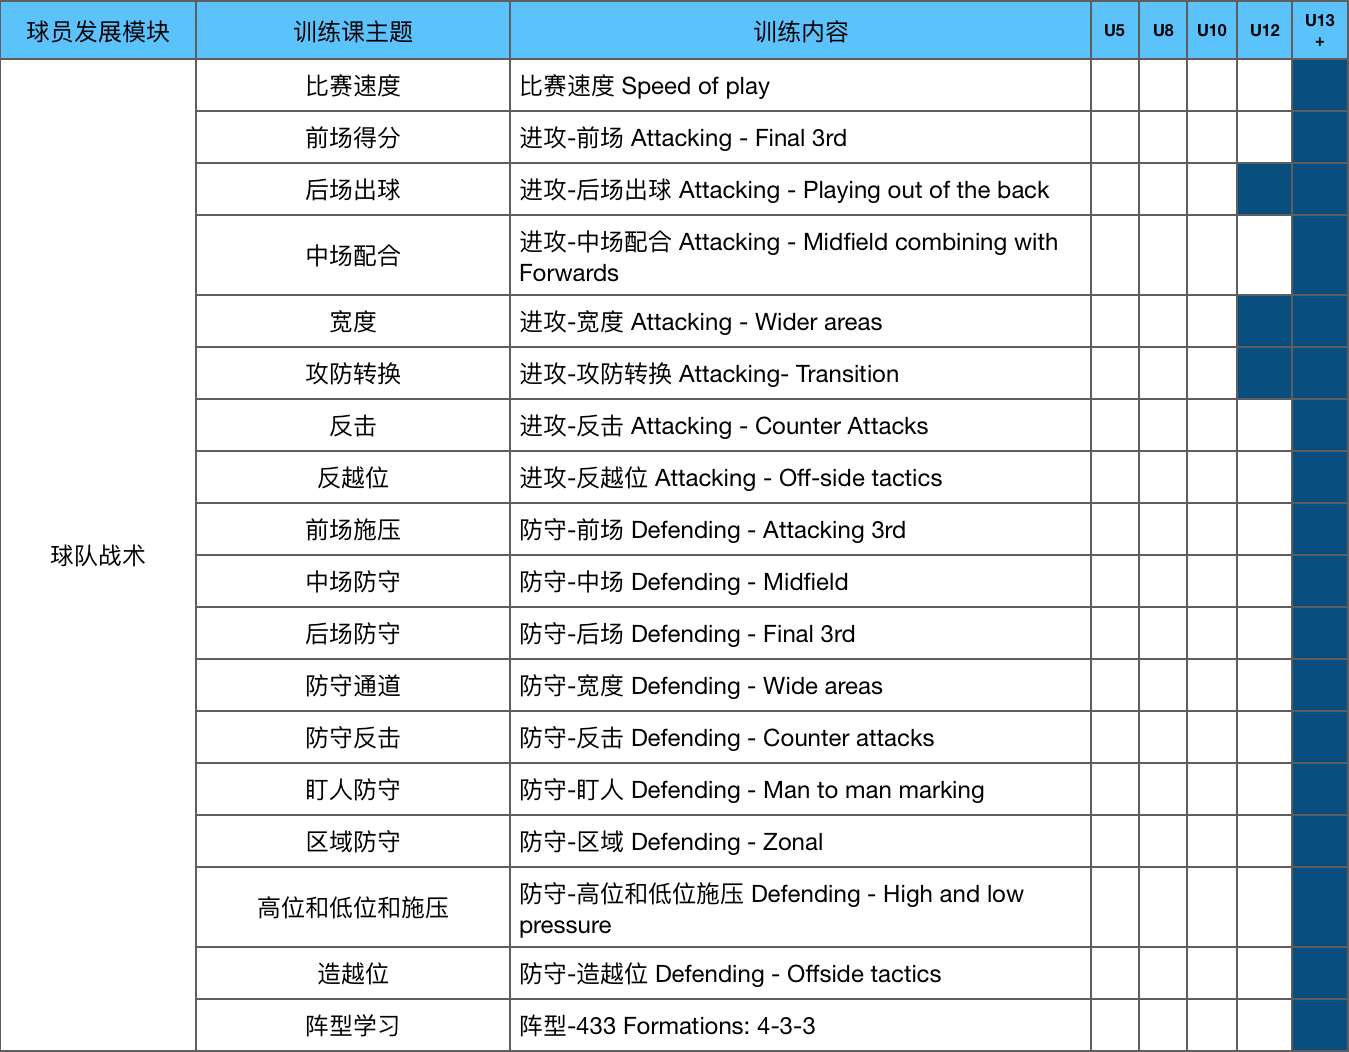 球员发展模块 训练课主题 训练内容 U5 U8 U10 U12 U13
+
比赛速度 比赛速度 Speed of play
前场得分 进攻-前场 Attacking - Final 3rd
后场出球 进攻-后场出球 Attacking - Playing out of the back
中场配合 进攻-中场配合 Attacking - Midfield combining with
Forwards
宽度 进攻-宽度 Attacking - Wider areas
攻防转换 进攻-攻防转换 Attacking- Transition
反击 进攻-反击 Attacking - Counter Attacks
反越位 进攻-反越位 Attacking - Off-side tactics
前场施压 防守-前场 Defending - Attacking 3rd
球队战术
中场防守 防守-中场 Defending - Midfield
后场防守 防守-后场 Defending - Final 3rd
防守通道 防守-宽度 Defending - Wide areas
防守反击 防守-反击 Defending - Counter attacks
盯人防守 防守-盯人 Defending - Man to man marking
区域防守 防守-区域 Defending - Zonal
高位和低位和施压 防守-高位和低位施压 Defending - High and low
pressure
造越位 防守-造越位 Defending - Offside tactics
阵型学习 阵型-433 Formations: 4-3-3